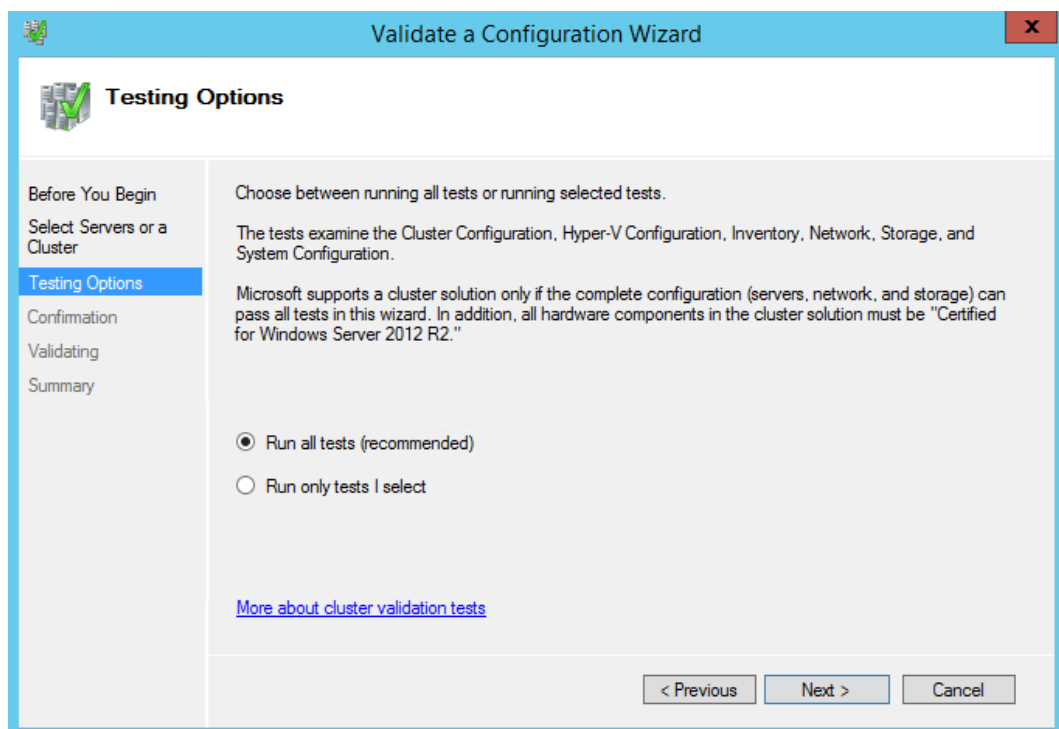 Validate a Configuration Wizard
x
Testing Options
Before You Begin
Select Servers or a
Cluster
Testing Options
Confirmation
Validating
Summary
Choose between running all tests or running selected tests.
The tests examine the Cluster Configuration, Hyper-V Configuration, Inventory, Network, Storage, and
System Configuration.
Microsoft supports a cluster solution only if the complete configuration (servers, network, and storage) can
pass all tests in this wizard. In addition, all hardware components in the cluster solution must be "Certified
for Windows Server 2012 R2."
Run all tests (recommended)
Run only tests I select
More about cluster validation tests
< Previous
Next >
Cancel